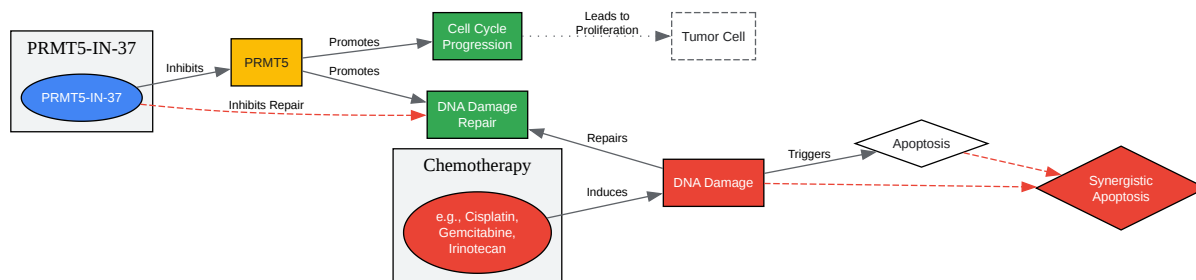 PRMT5-IN-37
PRMT5-IN-37
Inhibits
PRMT5
Promotes
Promotes
Inhibits Repair
Cell Cycle
Progression
Leads to
Proliferation
Tumor Cell
DNA Damage
Repair
Repairs
Chemotherapy
e.g., Cisplatin,
Gemcitabine,
Irinotecan
Induces
DNA Damage
Triggers
Apoptosis
Synergistic
Apoptosis